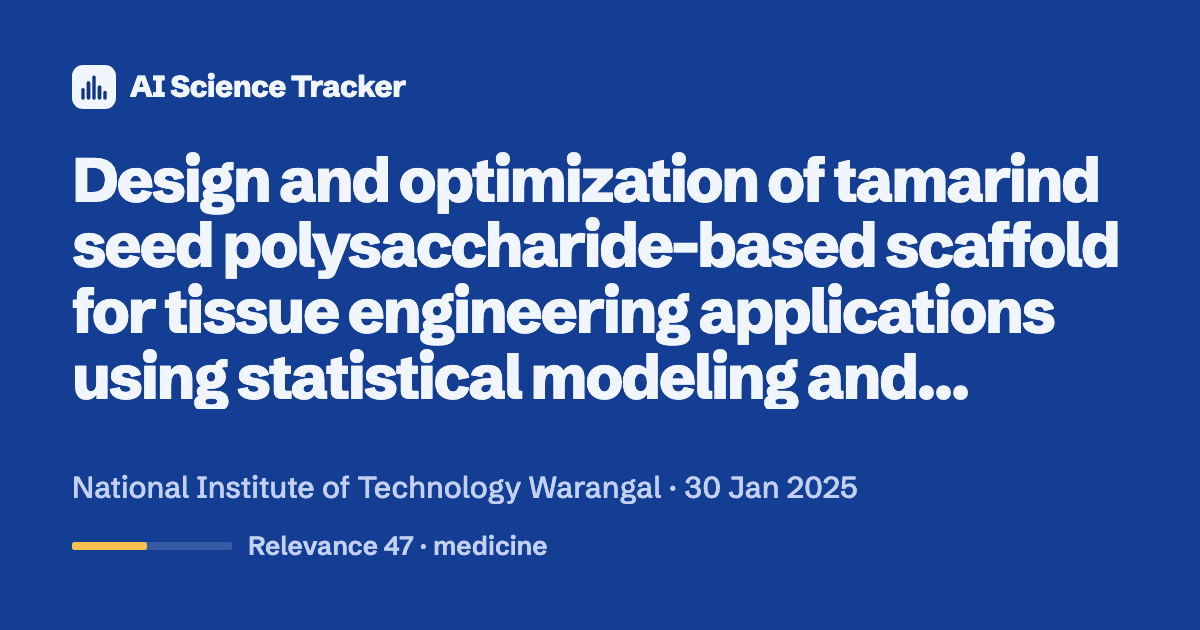 AI Science Tracker
Design and optimization of tamarind
seed polysaccharide-based scaffold
for tissue engineering applications
using statistical modeling and...
National Institute of Technology Warangal · 30 Jan 2025
Relevance 47 · medicine